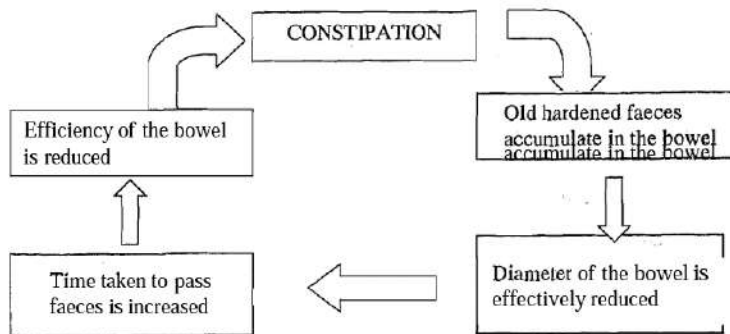 CONSTIPATION
Old hardened faeces
accumulate in the bowel
accumulate in the bowel
Diameter of the bowel is
effectively reduced
Time taken to pass
faeces is increased
Efficiency of the bowel
is reduced